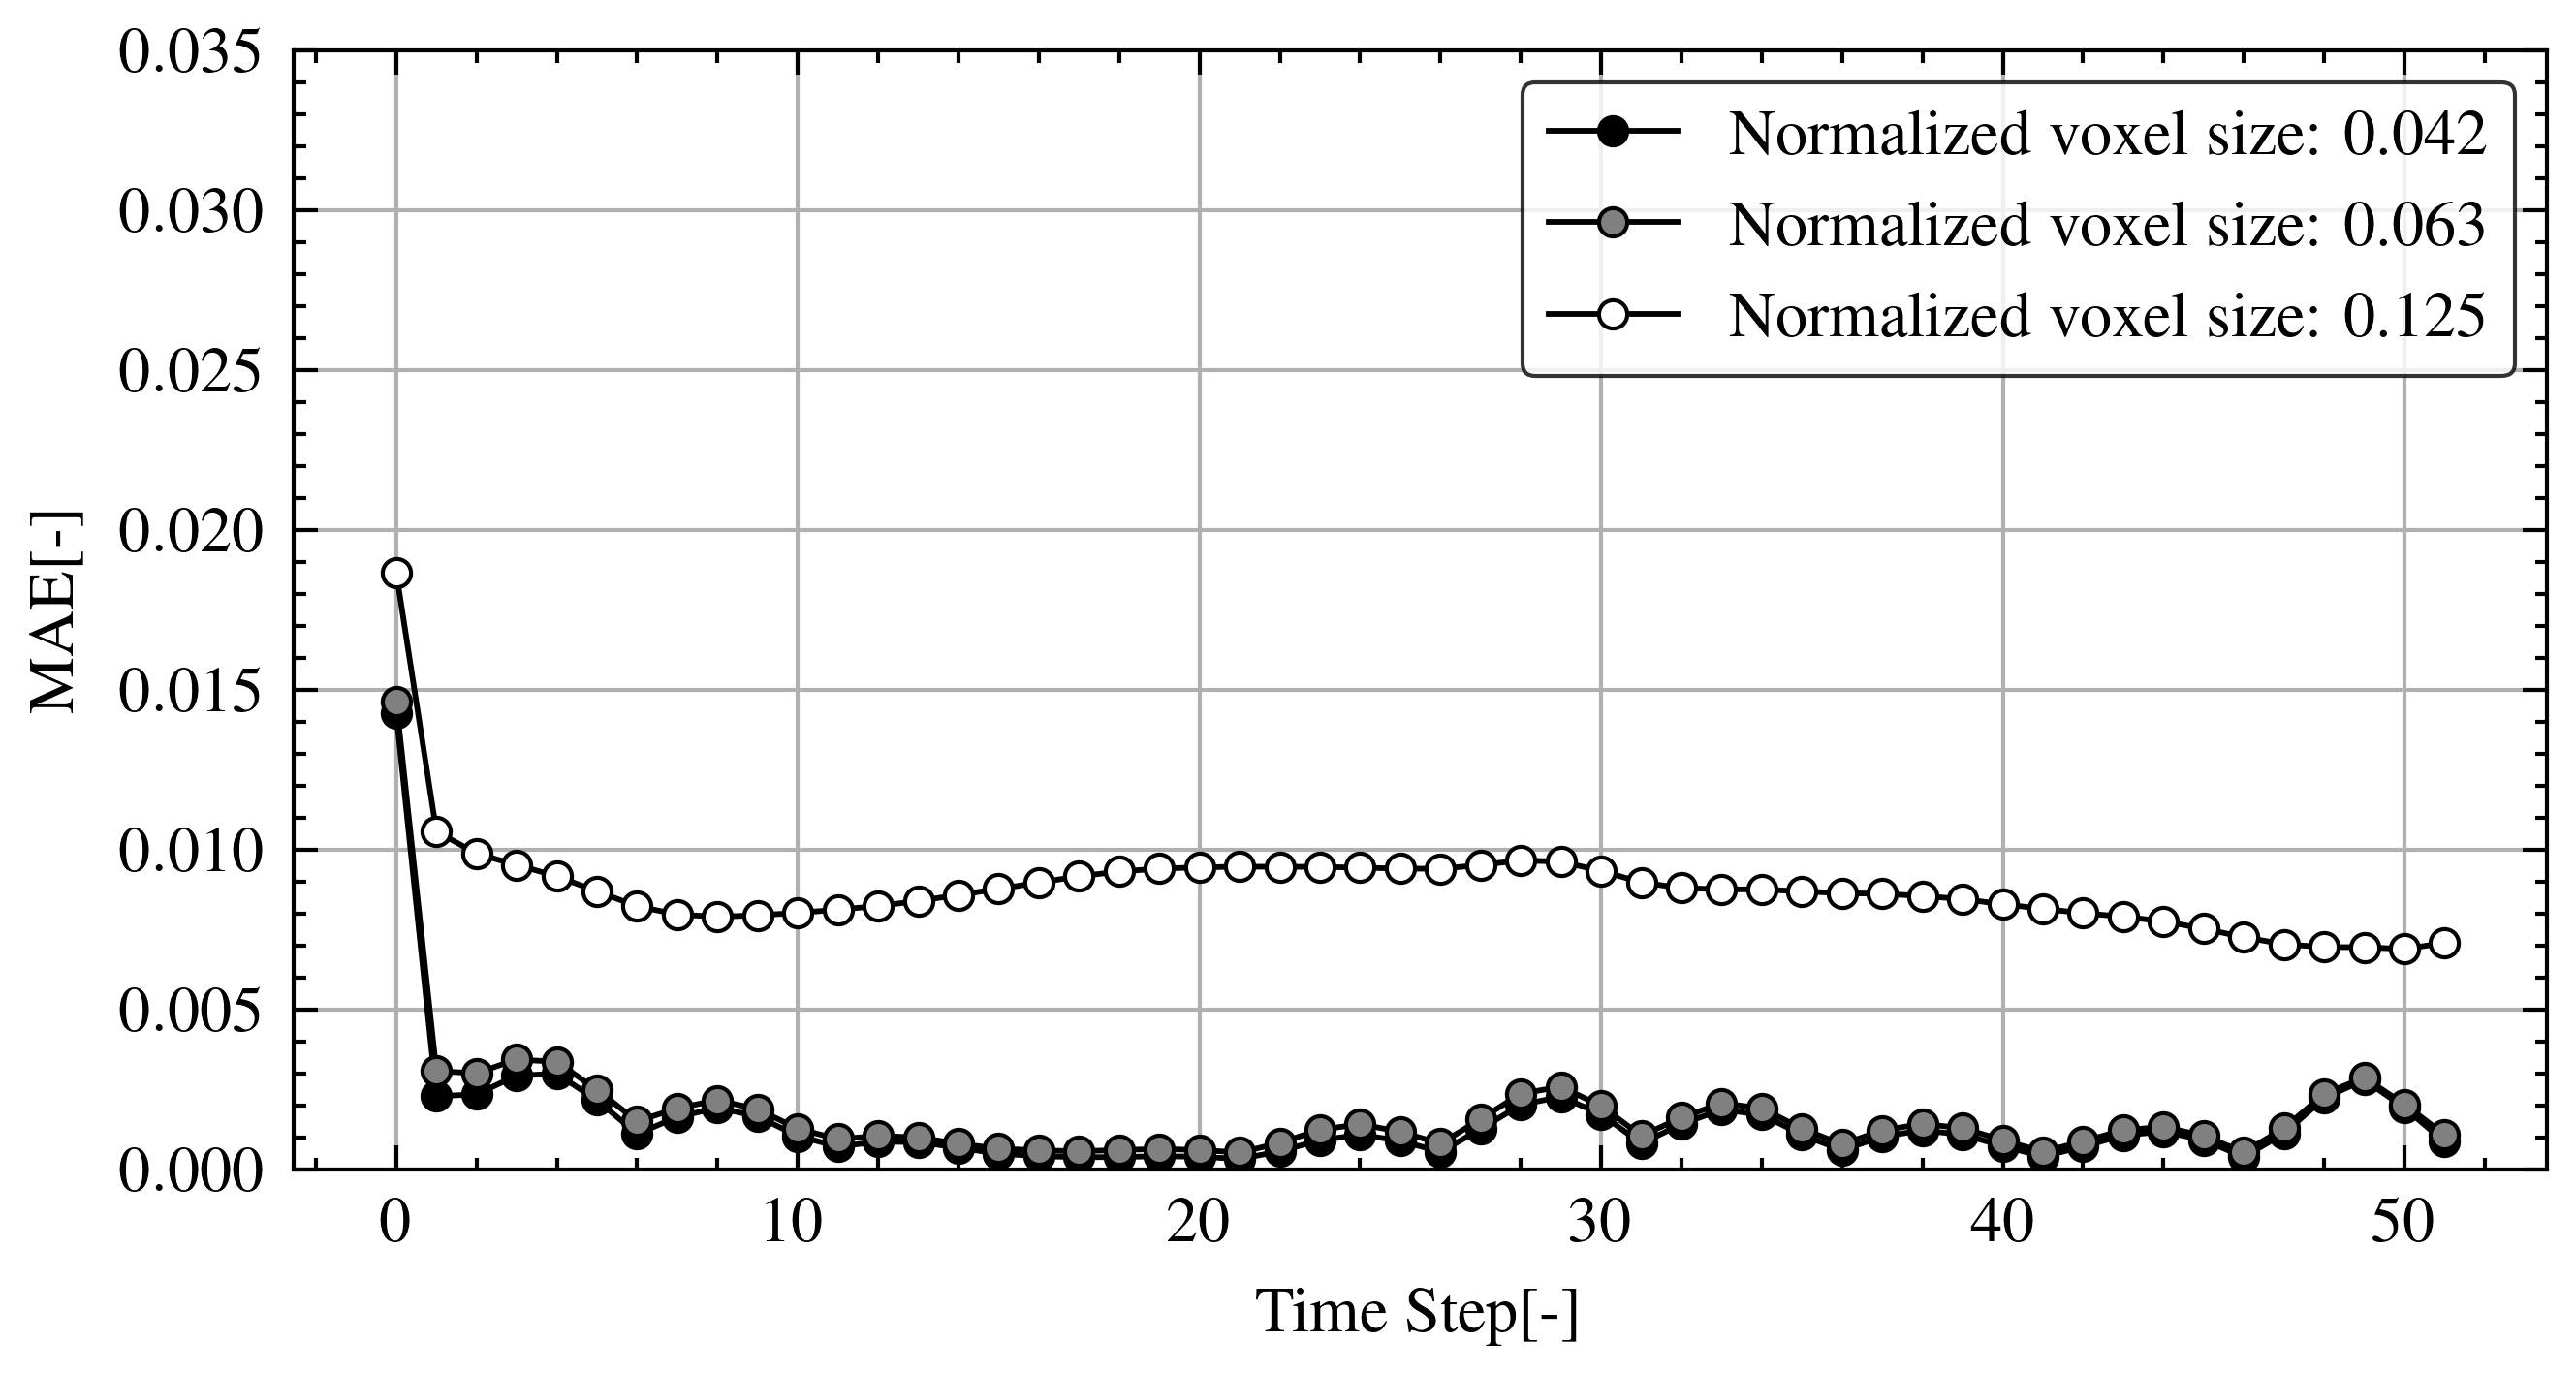 0.035
0.030
0.025
0.020
0.015
0.010
0.005
0.000
MAE[-]
Normalized voxel size: 0.042
Normalized voxel size: 0.063
Normalized voxel size: 0.125
0 10 20 30 40 50
Time Step[-]